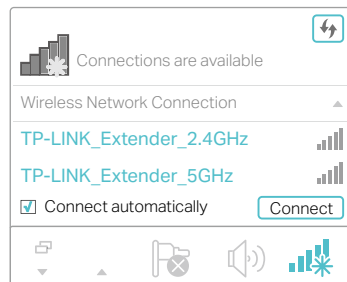 Connections are available
Wireless Network Connection
TP-LINK_Extender_2.4GHz
TP-LINK_Extender_5GHz
Connect automatically
Connect